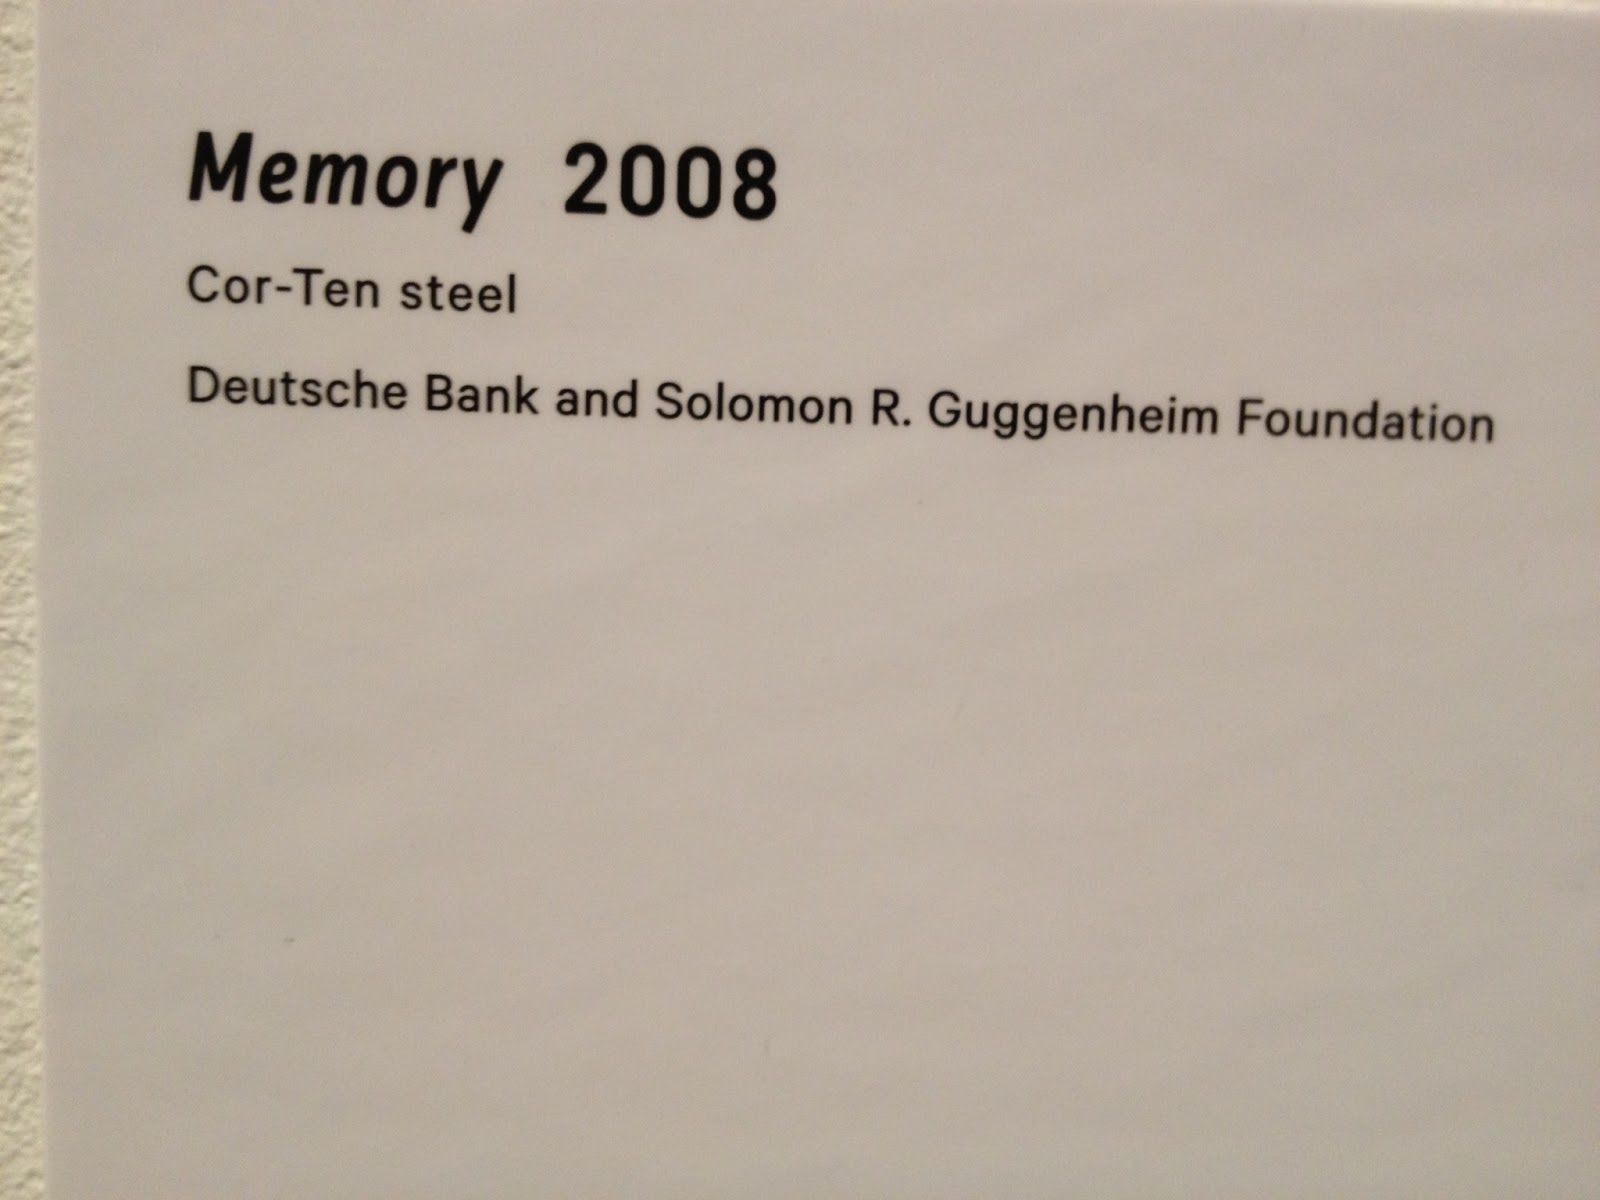 Memory 2008
Cor-Ten steel
Deutsche Bank and Solomon R. Guggenheim Foundation